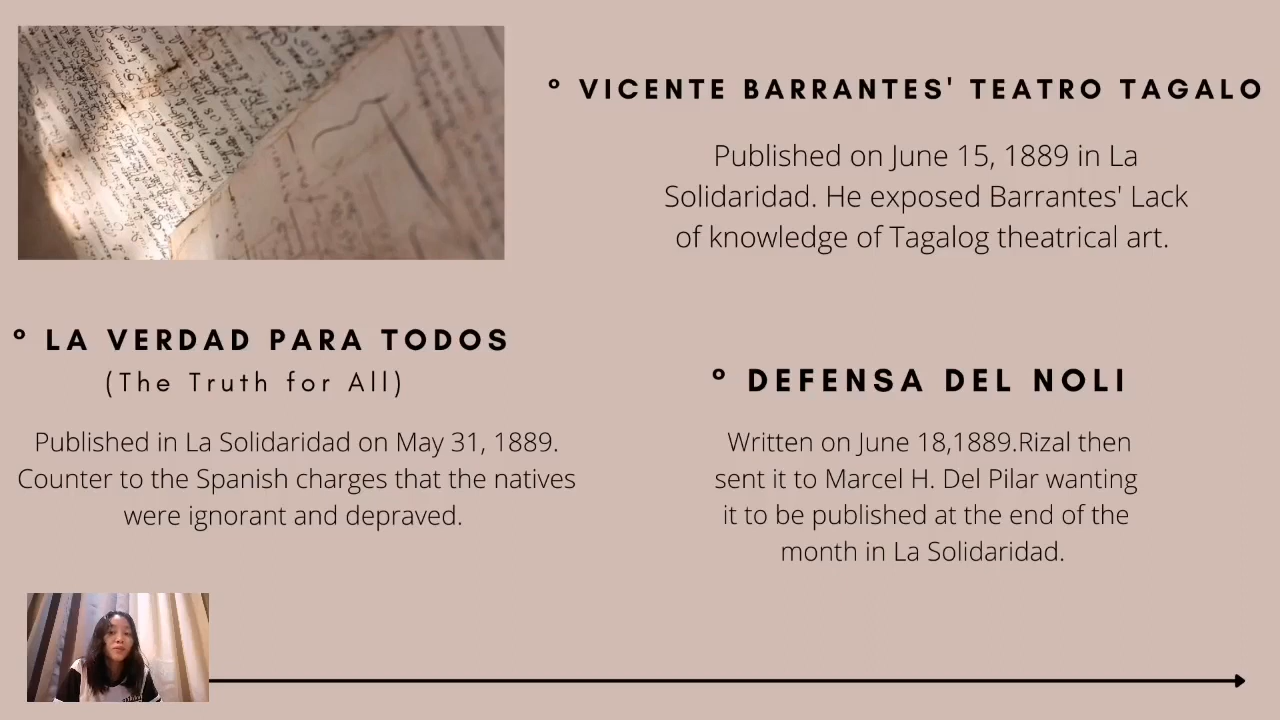 ° VICENTE BARRANTES' TEATRO TAGALO
Published on June 15, 1889 in La
Solidaridad. He exposed Barrantes' Lack
of knowledge of Tagalog theatrical art.
° LA VERDAD PARA TODOS
(The Truth for All)
Published in La Solidaridad on May 31, 1889.
Counter to the Spanish charges that the natives
were ignorant and depraved.
° DEFENSA DEL NOLI
Written on June 18,1889.Rizal then
sent it to Marcel H. Del Pilar wanting
it to be published at the end of the
month in La Solidaridad.